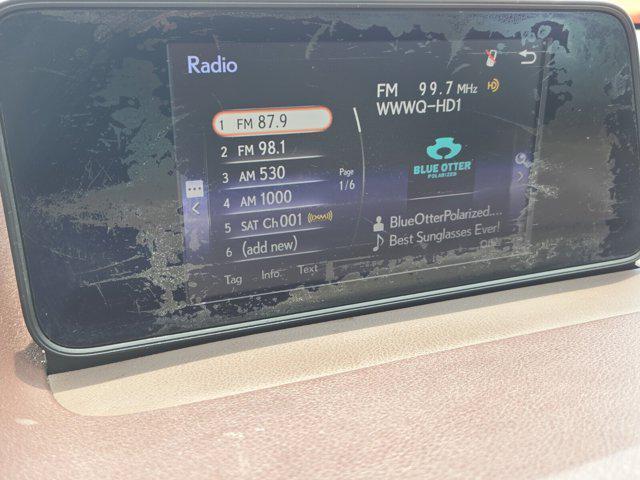 Radio
FM 99.7 MHz HD
WWWQ-HD1
1 FM 87.9
2 FM 98.1
3 AM 530
4 AM 1000
5 SAT Ch 001 ((XM))
6 (add new)
Page
1/6
BLUE OTTER
POLARIZED
BlueOtterPolarized....
Best Sunglasses Ever!
Tag Info. Text